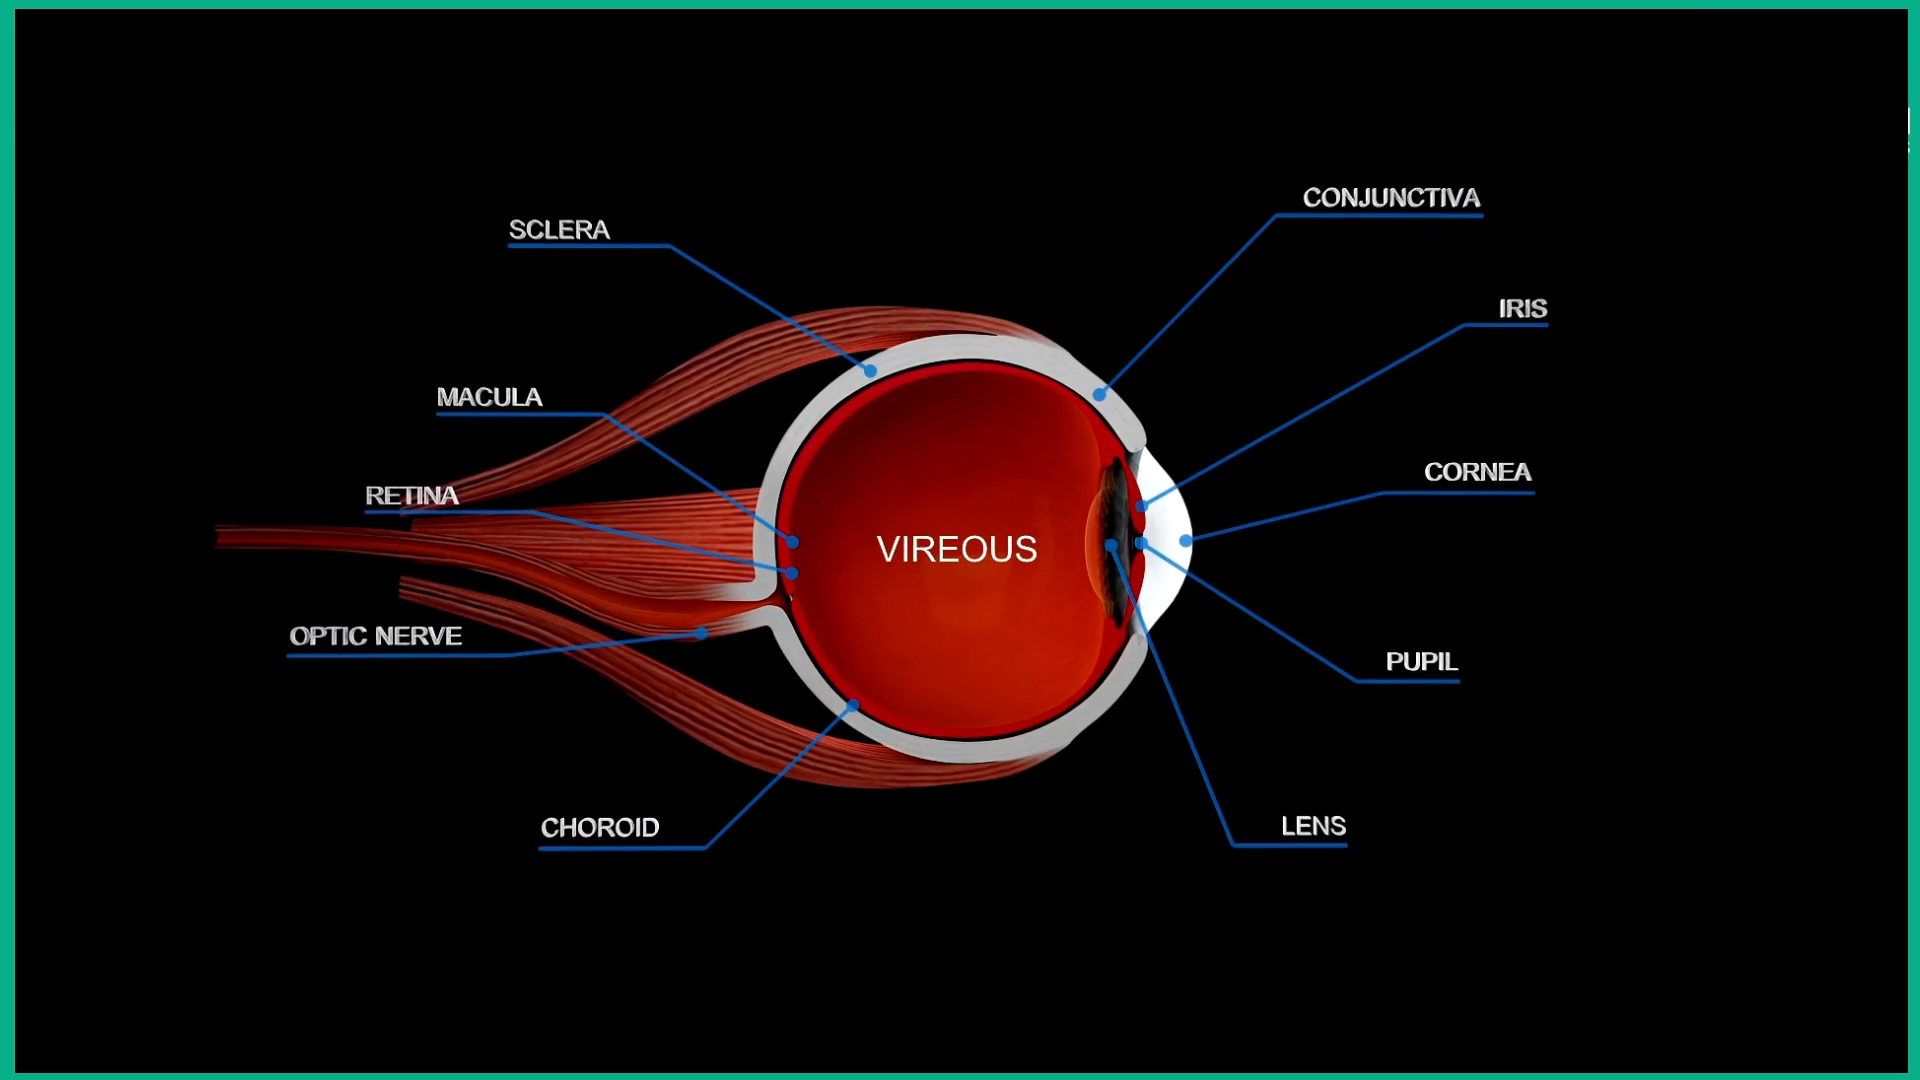 CONJUNCTIVA
SCLERA
IRIS
MACULA
CORNEA
RETINA
VIREOUS
OPTIC NERVE
PUPIL
CHOROID
LENS